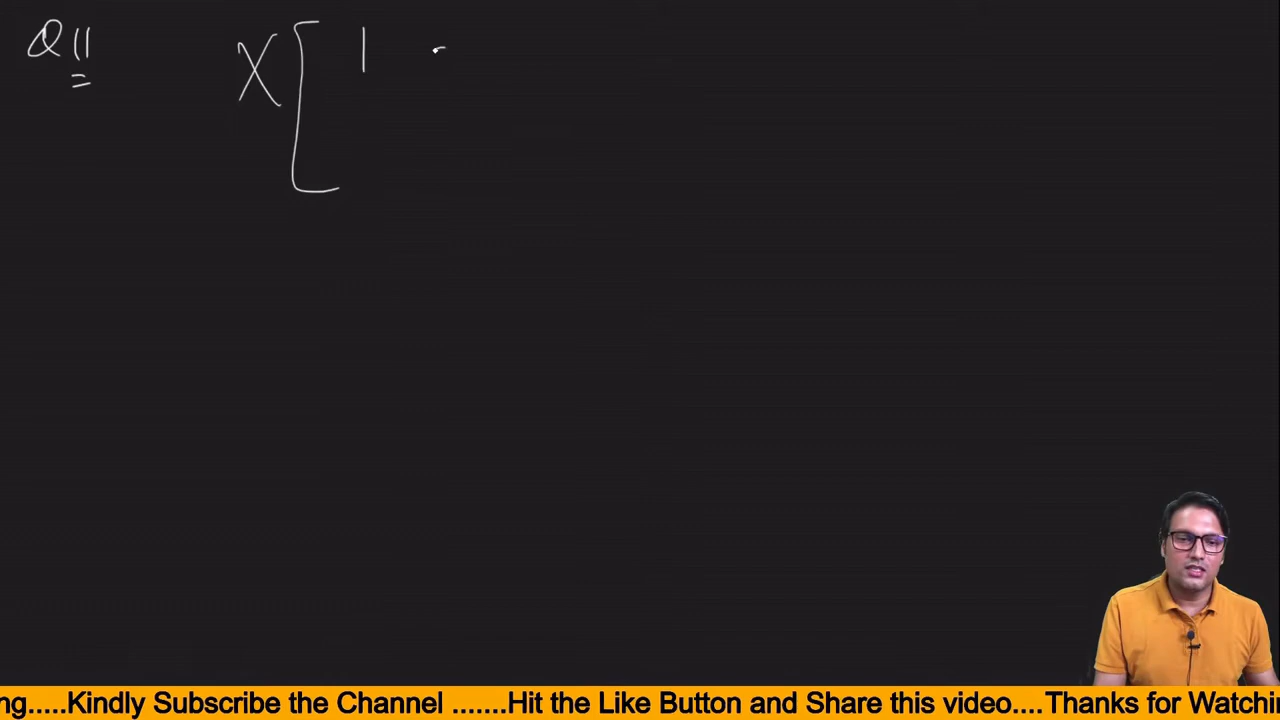 Q11 X[ 1
ng.....Kindly Subscribe the Channel .......Hit the Like Button and Share this video....Thanks for Watchi